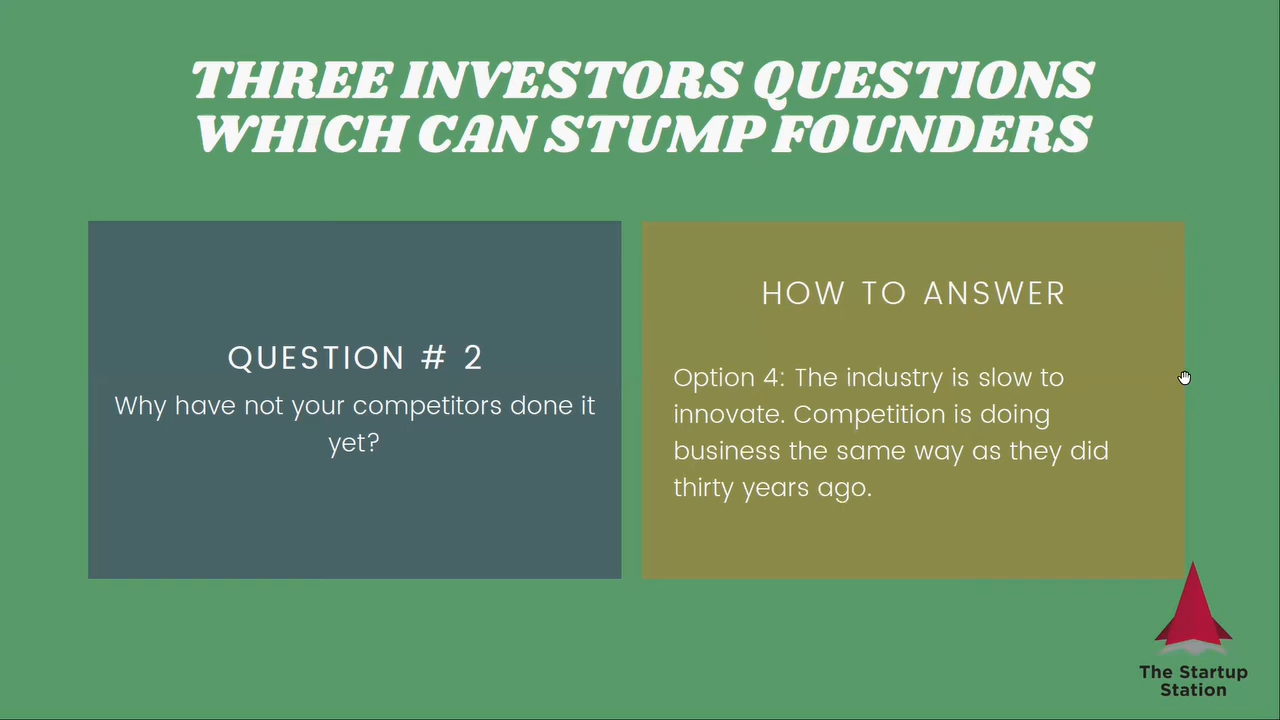 THREE INVESTORS QUESTIONS
WHICH CAN STUMP FOUNDERS
QUESTION # 2
Why have not your competitors done it
yet?
HOW TO ANSWER
Option 4: The industry is slow to
innovate. Competition is doing
business the same way as they did
thirty years ago.
The Startup
Station